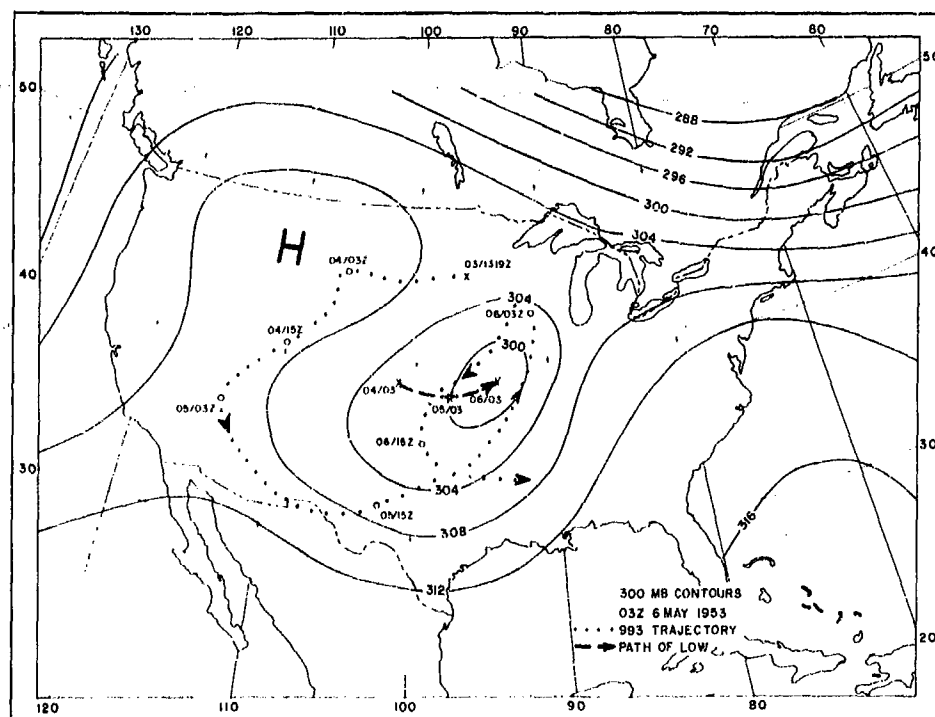 130 120 110 100 90 80 70 60
50 50
288
292
296
300
304
H
04/03Z 03/1319Z
40 40
304
06/03Z
04/15Z 300
04/03 05/03 06/03
05/03Z
06/15Z
30 30
304
05/15Z
308
316
312
300 MB CONTOURS
03Z 6 MAY 1953
993 TRAJECTORY
PATH OF LOW
20 20
120 110 100 90 80